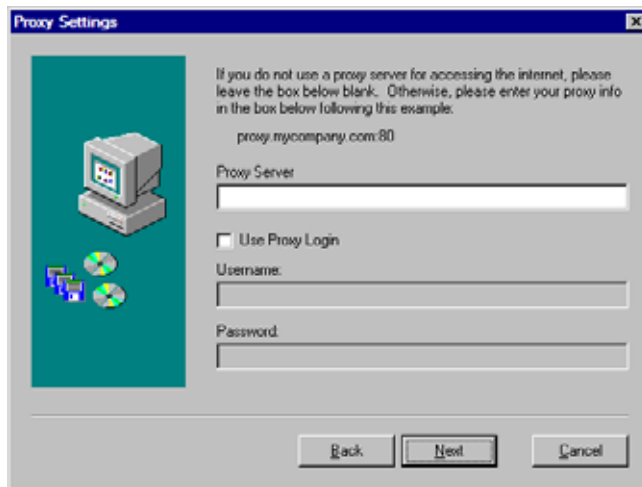 Proxy Settings
If you do not use a proxy server for accessing the internet, please
leave the box below blank. Otherwise, please enter your proxy info
in the box below following this example:
proxy.mycompany.com:80
Proxy Server
Use Proxy Login
Username:
Password:
Back
Next
Cancel